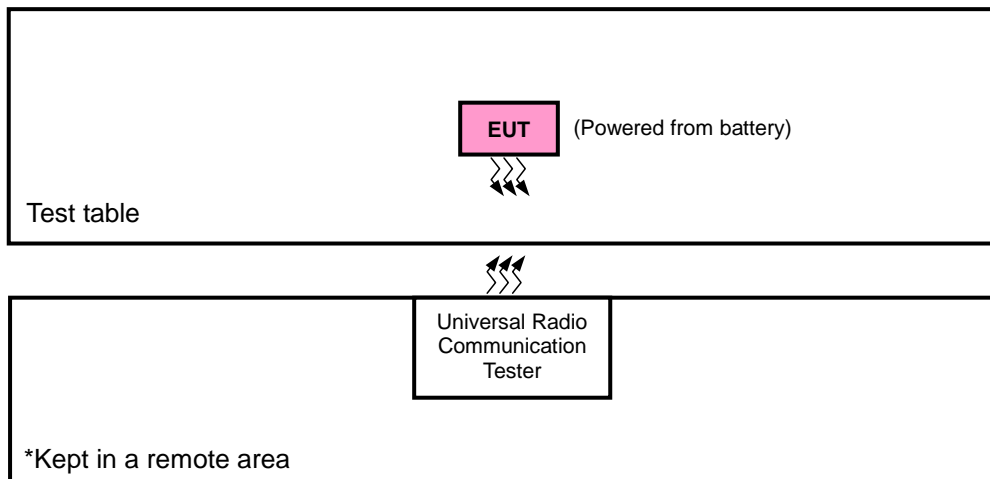 EUT
(Powered from battery)
Test table
Universal Radio
Communication
Tester
*Kept in a remote area